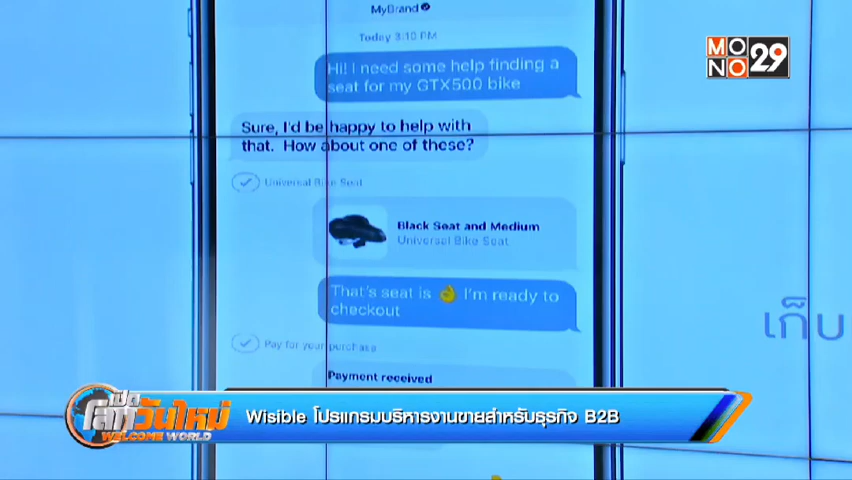 MyBrand
MONO 29
Today 3:10 PM
Hi! I need some help finding a
seat for my GTX500 bike
Sure, I'd be happy to help with
that. How about one of these?
Universal Bike Seat
Black Seat and Medium
Universal Bike Seat
That's seat is 👌 I'm ready to
checkout
เก็บ
Pay for your purchase
Payment received
เปิด
โลกวันใหม่
WELCOME WORLD
Wisible โปรแกรมบริหารงานขายสำหรับธุรกิจ B2B